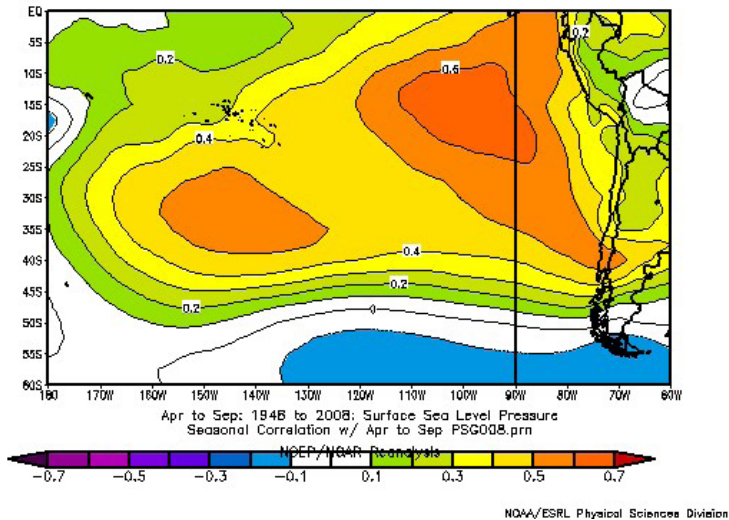 EQ
5S
10S
15S
20S
25S
30S
35S
40S
45S
50S
55S
60S
0.2
0.6
0.2
0.4
0.4
0.2
0.2
0
180 170W 160W 150W 140W 130W 120W 110W 100W 90W 80W 70W 60W
Apr to Sep: 1948 to 2008: Surface Sea Level Pressure
Seasonal Correlation w/ Apr to Sep PSG008.prn
NCEP/NCAR Reanalysis
-0.7 -0.5 -0.3 -0.1 0.1 0.3 0.5 0.7
NOAA/ESRL Physical Sciences Division